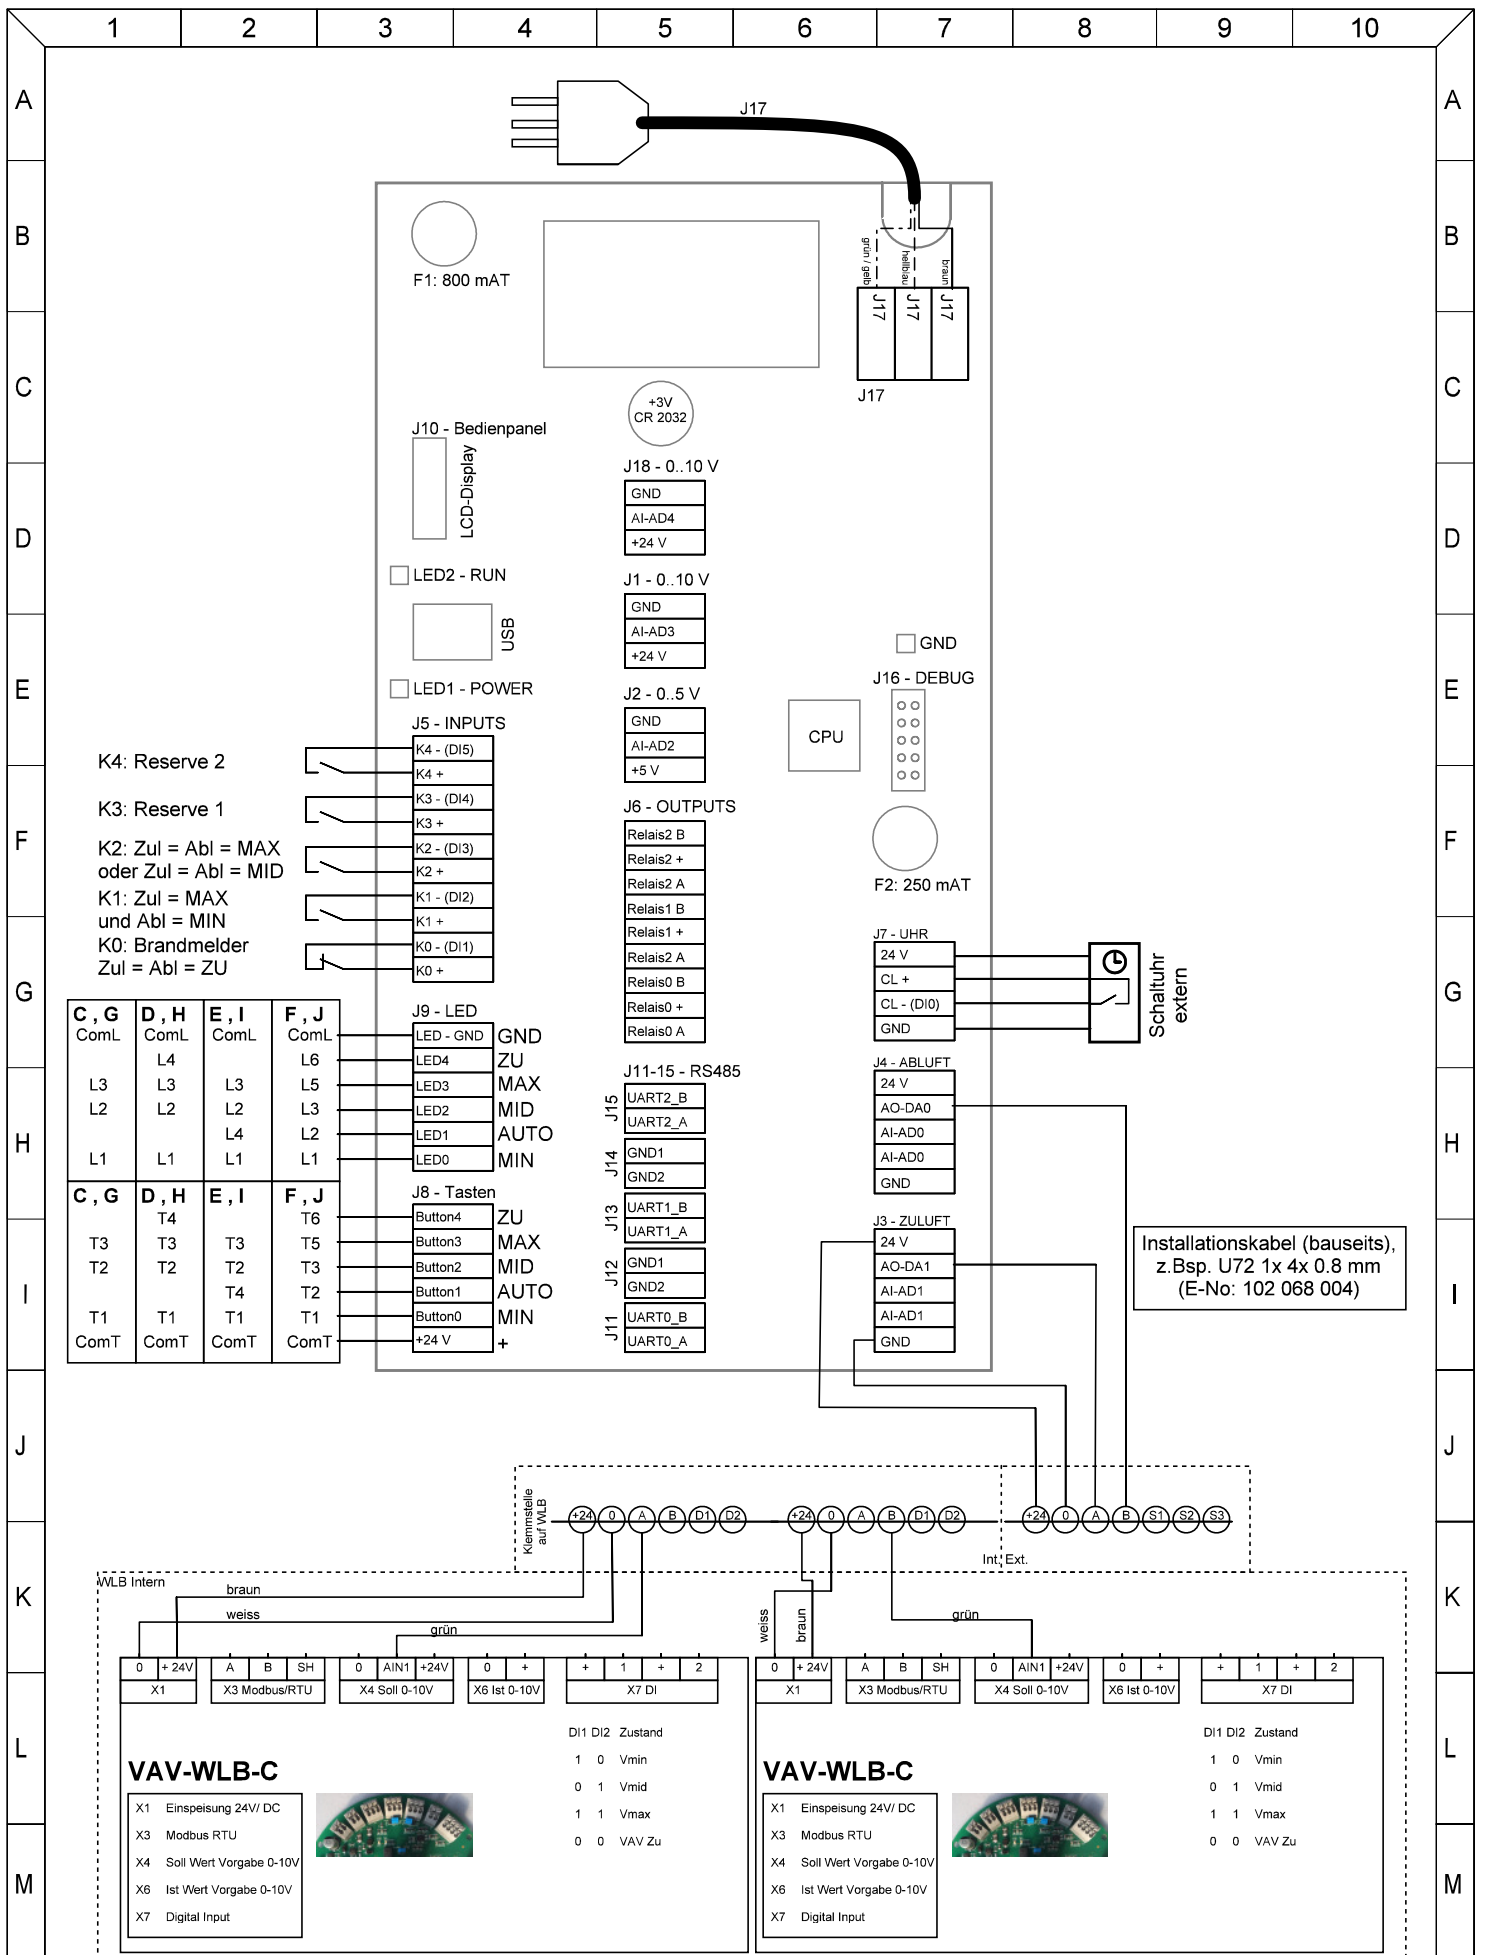 1 2 3 4 5 6 7 8 9 10
A A
J17
B B
F1: 800 mAT
grün / gelb
hellblau
braun
J17 J17 J17
J17
C C
+3V
CR 2032
J10 - Bedienpanel
LCD-Display
J18 - 0..10 V
GND
AI-AD4
+24 V
D D
LED2 - RUN
USB
LED1 - POWER
J1 - 0..10 V
GND
AI-AD3
+24 V
GND
J16 - DEBUG
E E
J2 - 0..5 V
GND
AI-AD2
+5 V
CPU
J5 - INPUTS
K4 - (DI5)
K4 +
K3 - (DI4)
K3 +
K2 - (DI3)
K2 +
K1 - (DI2)
K1 +
K0 - (DI1)
K0 +
K4: Reserve 2
K3: Reserve 1
K2: Zul = Abl = MAX
oder Zul = Abl = MID
K1: Zul = MAX
und Abl = MIN
K0: Brandmelder
Zul = Abl = ZU
F F
J6 - OUTPUTS
Relais2 B
Relais2 +
Relais2 A
Relais1 B
Relais1 +
Relais2 A
Relais0 B
Relais0 +
Relais0 A
F2: 250 mAT
J7 - UHR
24 V
CL +
CL - (DI0)
GND
Schaltuhr
extern
G G
C , G D , H E , I F , J
ComL ComL ComL ComL
L4 L6
L3 L3 L3 L5
L2 L2 L2 L3
L4 L2
L1 L1 L1 L1
J9 - LED
LED - GND GND
LED4 ZU
LED3 MAX
LED2 MID
LED1 AUTO
LED0 MIN
H H
C , G D , H E , I F , J
T4 T6
T3 T3 T3 T5
T2 T2 T2 T3
T4 T2
T1 T1 T1 T1
ComT ComT ComT ComT
J8 - Tasten
Button4 ZU
Button3 MAX
Button2 MID
Button1 AUTO
Button0 MIN
+24 V +
J11-15 - RS485
J15
UART2_B
UART2_A
J14
GND1
GND2
J13
UART1_B
UART1_A
J12
GND1
GND2
J11
UART0_B
UART0_A
J4 - ABLUFT
24 V
AO-DA0
AI-AD0
AI-AD0
GND
J3 - ZULUFT
24 V
AO-DA1
AI-AD1
AI-AD1
GND
Installationskabel (bauseits),
z.Bsp. U72 1x 4x 0.8 mm
(E-No: 102 068 004)
I I
J J
Klemmstelle
auf WLB
+24 0 A B D1 D2 +24 0 A B D1 D2 +24 0 A B S1 S2 S3
Int. Ext.
K K
WLB Intern
braun
weiss
grün
weiss
braun
grün
0 + 24V A B SH 0 AIN1 +24V 0 + + 1 + 2
X1 X3 Modbus/RTU X4 Soll 0-10V X6 Ist 0-10V X7 DI
0 + 24V A B SH 0 AIN1 +24V 0 + + 1 + 2
X1 X3 Modbus/RTU X4 Soll 0-10V X6 Ist 0-10V X7 DI
L L
DI1 DI2 Zustand
1 0 Vmin
0 1 Vmid
1 1 Vmax
0 0 VAV Zu
VAV-WLB-C
X1 Einspeisung 24V/ DC
X3 Modbus RTU
X4 Soll Wert Vorgabe 0-10V
X6 Ist Wert Vorgabe 0-10V
X7 Digital Input
DI1 DI2 Zustand
1 0 Vmin
0 1 Vmid
1 1 Vmax
0 0 VAV Zu
VAV-WLB-C
X1 Einspeisung 24V/ DC
X3 Modbus RTU
X4 Soll Wert Vorgabe 0-10V
X6 Ist Wert Vorgabe 0-10V
X7 Digital Input
M M
1 2 3 4 5 6 7 8 9 10